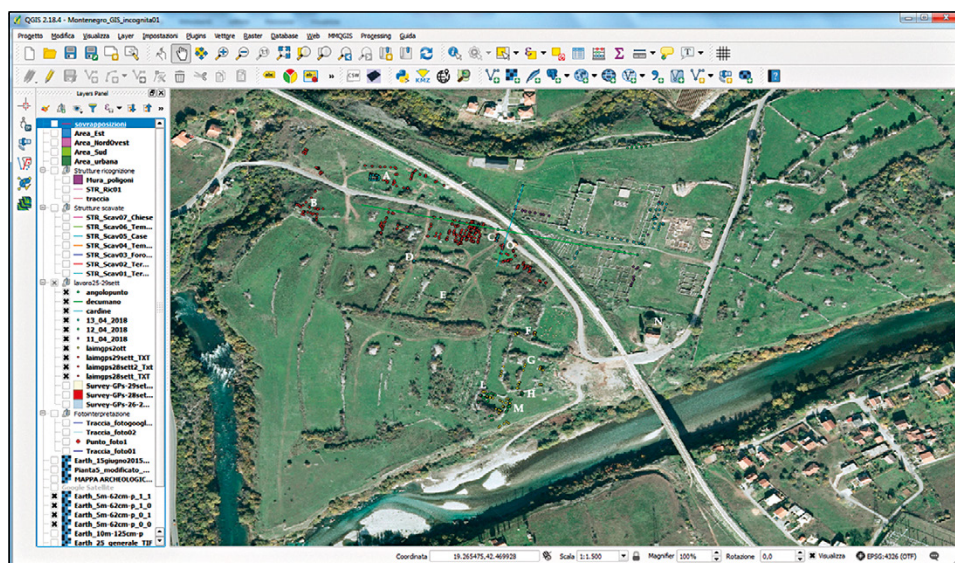 QGIS 2.18.4 - Montenegro_GIS_incognita01
Progetto Modifica Visualizza Layer Impostazioni Plugins Vettore Raster Database Web MMQGIS Processing Guida
CSW
KMZ
abc
Layers Panel
sovrapposizioni
Area_Est
Area_NordOvest
Area_Sud
Area_urbana
Strutture ricognizione
Mura_poligoni
STR_Ric01
traccia
Strutture scavate
STR_Scav07_Chiese
STR_Scav06_Tem...
STR_Scav05_Case
STR_Scav04_Tem...
STR_Scav03_Foro...
STR_Scav02_Ter...
STR_Scav01_Ter...
lavoro25-29sett
angolopunto
decumano
cardine
13_04_2018
12_04_2018
11_04_2018
laimgps2ott
laimgps29sett_TXT
laimgps28sett2_Txt
laimgps28sett_TXT
Survey-GPs-29set...
Survey-GPs-28set...
Survey-GPs-26-2...
Fotointerpretazione
Traccia_fotogoogl...
Traccia_foto02
Punto_foto1
Traccia_foto01
Earth_15giugno2015...
Pianta5_modificato_...
MAPPA ARCHEOLOGIC...
Google Satellite
Earth_5m-62cm-p_1_1
Earth_5m-62cm-p_1_0
Earth_5m-62cm-p_0_1
Earth_5m-62cm-p_0_0
Earth_10m-125cm-p
Earth_25_generale_TIF
A
B
C
O
D
E
F
N
G
L
H
M
Coordinata 19.265475,42.469928 Scala 1:1.500 Magnifier 100% Rotazione 0,0 Visualizza EPSG:4326 (OTF)